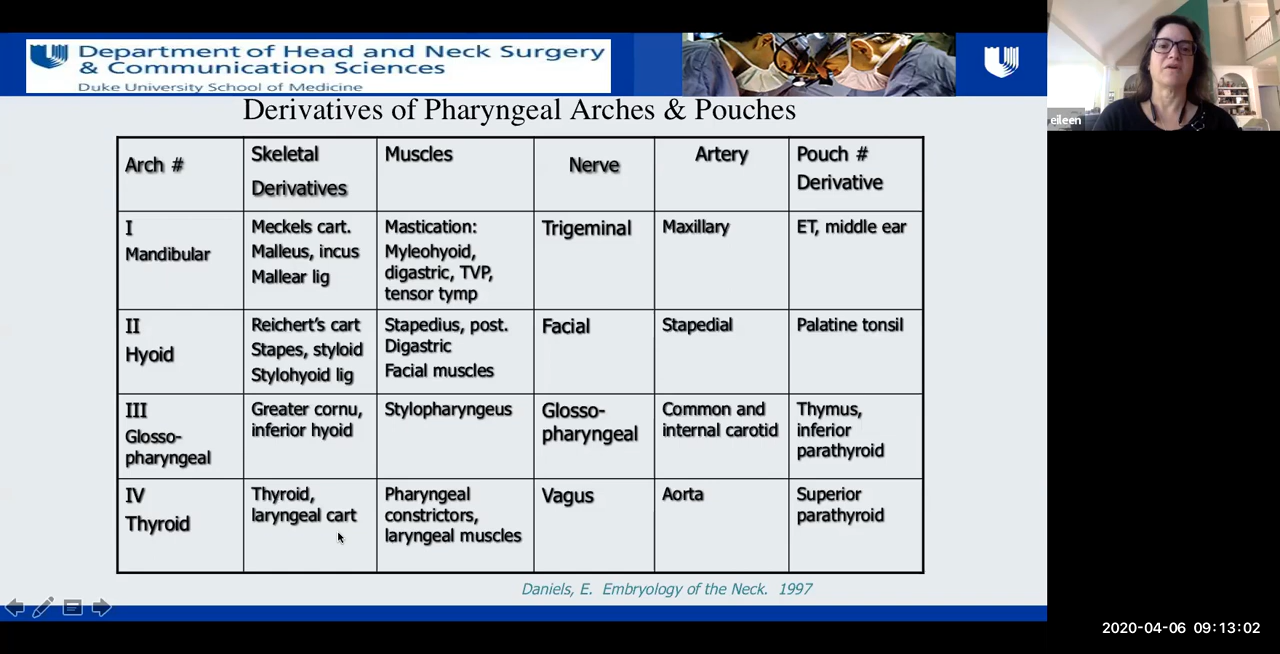 Department of Head and Neck Surgery
& Communication Sciences
Duke University School of Medicine
eileen
Derivatives of Pharyngeal Arches & Pouches
Arch #
Skeletal
Derivatives
Muscles
Nerve
Artery
Pouch #
Derivative
I
Mandibular
Meckels cart.
Malleus, incus
Mallear lig
Mastication:
Myleohyoid,
digastric, TVP,
tensor tymp
Trigeminal
Maxillary
ET, middle ear
II
Hyoid
Reichert’s cart
Stapes, styloid
Stylohyoid lig
Stapedius, post.
Digastric
Facial muscles
Facial
Stapedial
Palatine tonsil
III
Glosso-
pharyngeal
Greater cornu,
inferior hyoid
Stylopharyngeus
Glosso-
pharyngeal
Common and
internal carotid
Thymus,
inferior
parathyroid
IV
Thyroid
Thyroid,
laryngeal cart
Pharyngeal
constrictors,
laryngeal muscles
Vagus
Aorta
Superior
parathyroid
Daniels, E. Embryology of the Neck. 1997
2020-04-06 09:13:02